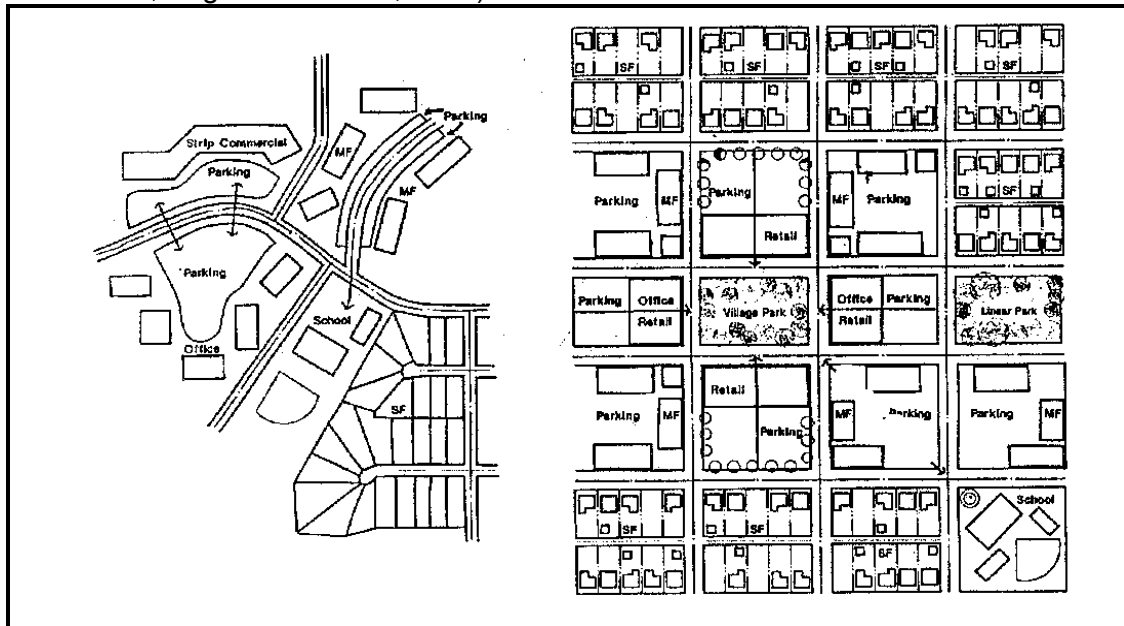 Parking
Strip Commercial
MF
Parking
MF
Parking
School
Office
SF
SF
SF
SF
SF
Parking
MF
Parking
Retail
MF
Parking
SF
Parking
Office
Retail
Village Park
Office
Parking
Retail
Linear Park
Parking
MF
Retail
Parking
MF
Parking
Parking
MF
SF
SF
SF
School